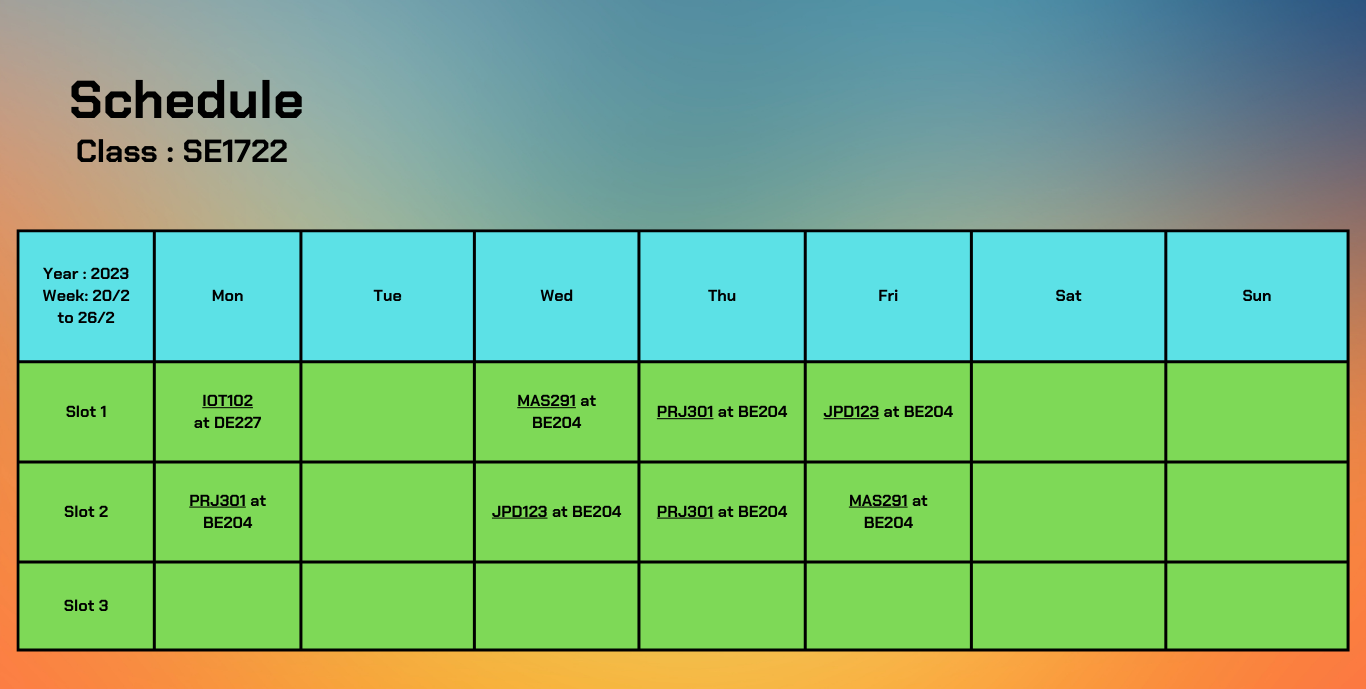 Schedule
Class : SE1722
Year : 2023
Week: 20/2
to 26/2
Mon
Tue
Wed
Thu
Fri
Sat
Sun
Slot 1
IOT102
at DE227
MAS291 at
BE204
PRJ301 at BE204
JPD123 at BE204
Slot 2
PRJ301 at
BE204
JPD123 at BE204
PRJ301 at BE204
MAS291 at
BE204
Slot 3